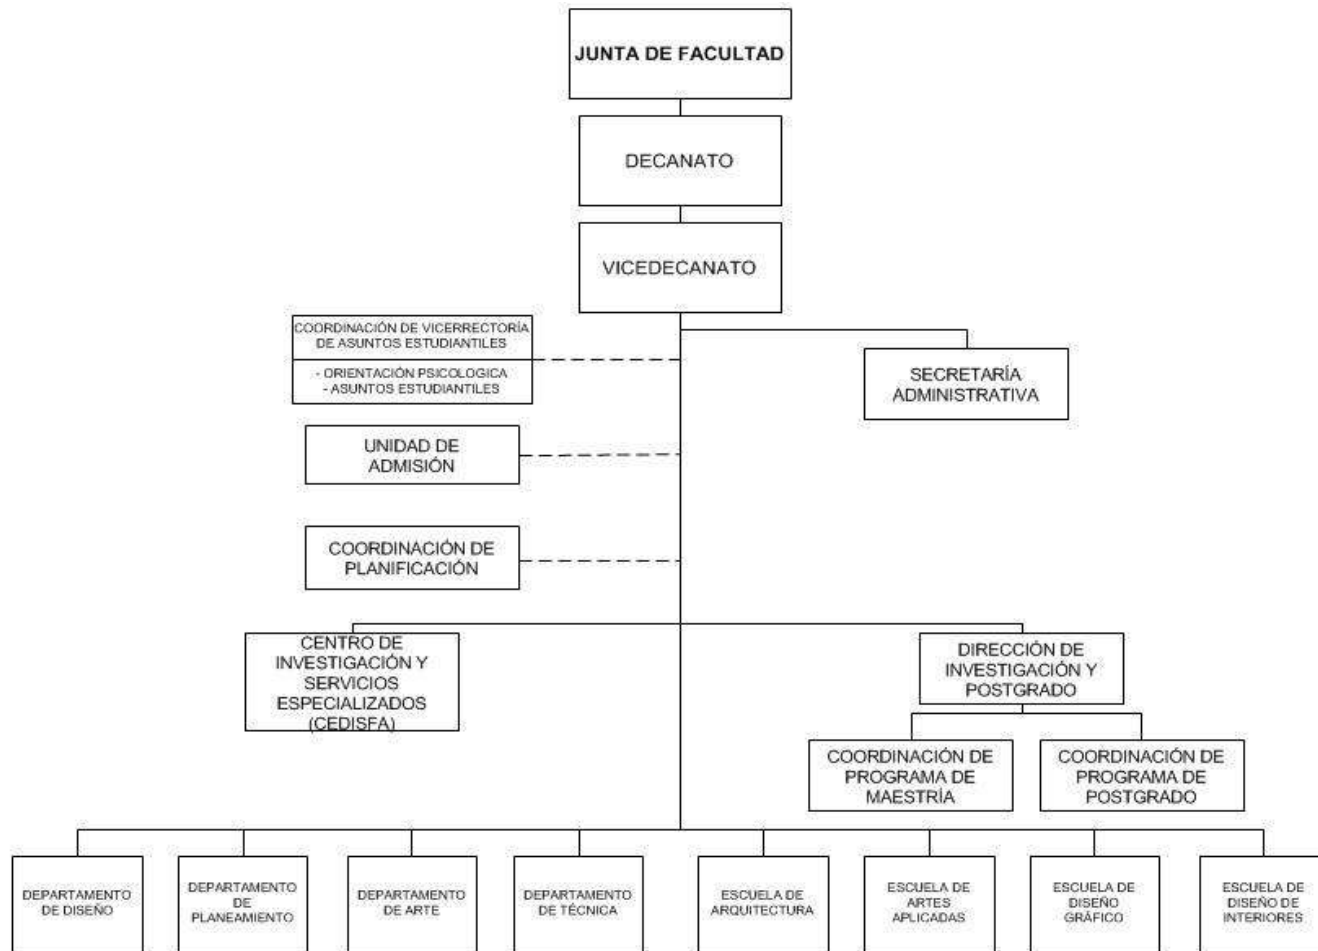 JUNTA DE FACULTAD
DECANATO
VICEDECANATO
COORDINACIÓN DE VICERRECTORÍA
DE ASUNTOS ESTUDIANTILES
- ORIENTACIÓN PSICOLOGICA
- ASUNTOS ESTUDIANTILES
SECRETARÍA
ADMINISTRATIVA
UNIDAD DE
ADMISIÓN
COORDINACIÓN DE
PLANIFICACIÓN
CENTRO DE
INVESTIGACIÓN Y
SERVICIOS
ESPECIALIZADOS
(CEDISFA)
DIRECCIÓN DE
INVESTIGACIÓN Y
POSTGRADO
COORDINACIÓN DE
PROGRAMA DE
MAESTRÍA
COORDINACIÓN DE
PROGRAMA DE
POSTGRADO
DEPARTAMENTO
DE DISEÑO
DEPARTAMENTO
DE
PLANEAMIENTO
DEPARTAMENTO
DE ARTE
DEPARTAMENTO
DE TÉCNICA
ESCUELA DE
ARQUITECTURA
ESCUELA DE
ARTES
APLICADAS
ESCUELA DE
DISEÑO
GRÁFICO
ESCUELA DE
DISEÑO DE
INTERIORES